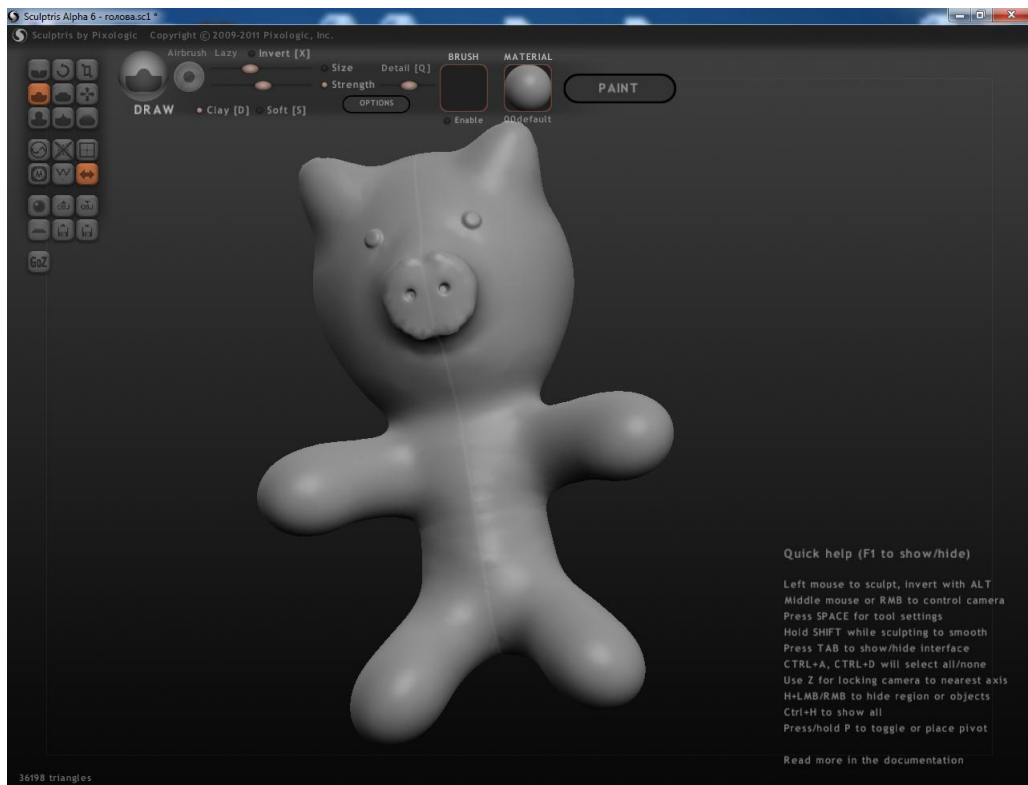 Sculptris Alpha 6 - голова.sc1 *
Sculptris by Pixologic Copyright © 2009-2011 Pixologic, Inc.
Airbrush Lazy Invert [X]
BRUSH MATERIAL
Size Detail [Q]
Strength
PAINT
OPTIONS
DRAW Clay [D] Soft [S]
Enable 00default
OBJ OBJ
GoZ
Quick help (F1 to show/hide)
Left mouse to sculpt, invert with ALT
Middle mouse or RMB to control camera
Press SPACE for tool settings
Hold SHIFT while sculpting to smooth
Press TAB to show/hide interface
CTRL+A, CTRL+D will select all/none
Use Z for locking camera to nearest axis
H+LMB/RMB to hide region or objects
Ctrl+H to show all
Press/hold P to toggle or place pivot
Read more in the documentation
36198 triangles